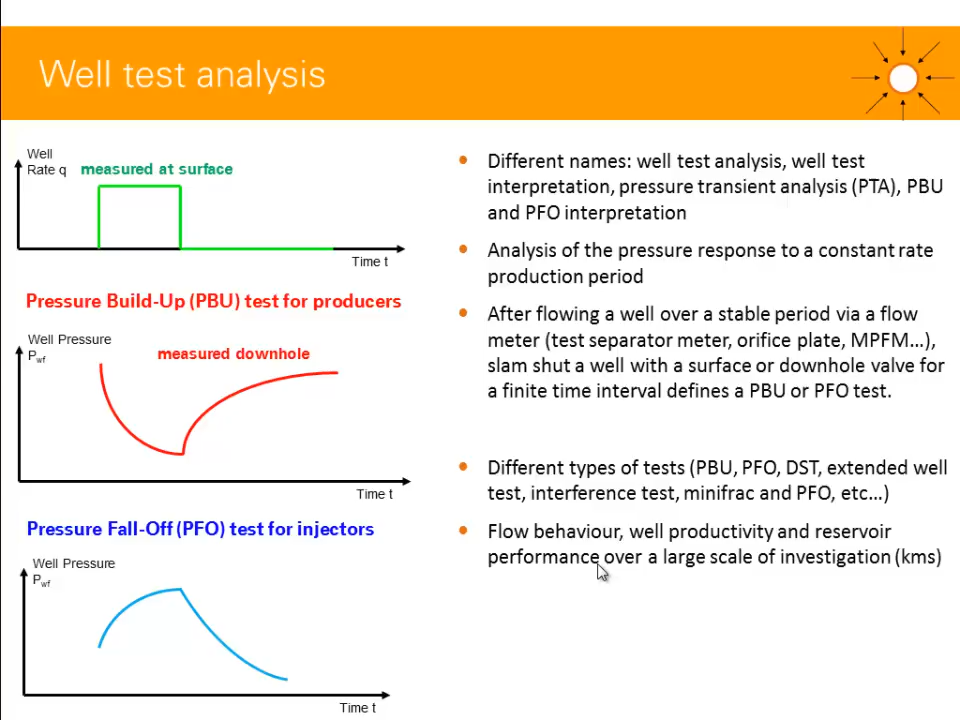 Well test analysis
Well
Rate q
measured at surface
Time t
Pressure Build-Up (PBU) test for producers
Well Pressure
Pwf
measured downhole
Time t
Pressure Fall-Off (PFO) test for injectors
Well Pressure
Pwf
Time t
• Different names: well test analysis, well test
interpretation, pressure transient analysis (PTA), PBU
and PFO interpretation
• Analysis of the pressure response to a constant rate
production period
• After flowing a well over a stable period via a flow
meter (test separator meter, orifice plate, MPFM…),
slam shut a well with a surface or downhole valve for
a finite time interval defines a PBU or PFO test.
• Different types of tests (PBU, PFO, DST, extended well
test, interference test, minifrac and PFO, etc…)
• Flow behaviour, well productivity and reservoir
performance over a large scale of investigation (kms)